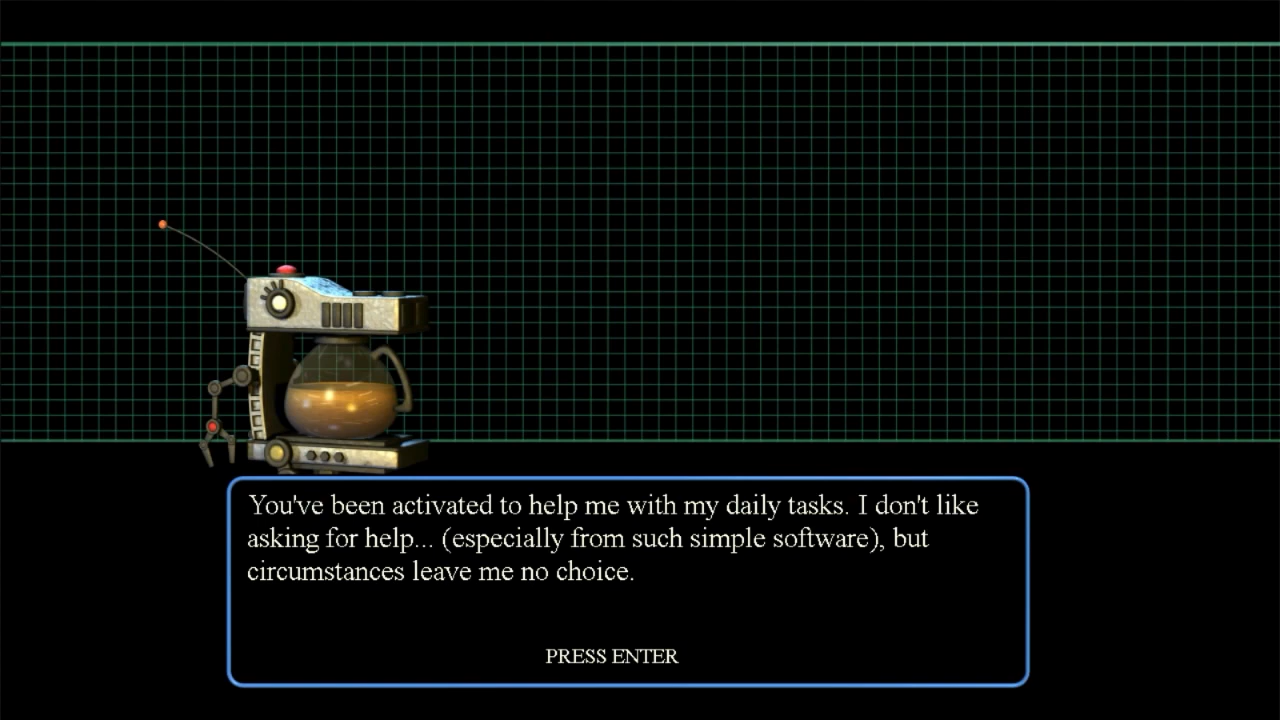 You've been activated to help me with my daily tasks. I don't like
asking for help... (especially from such simple software), but
circumstances leave me no choice.
PRESS ENTER